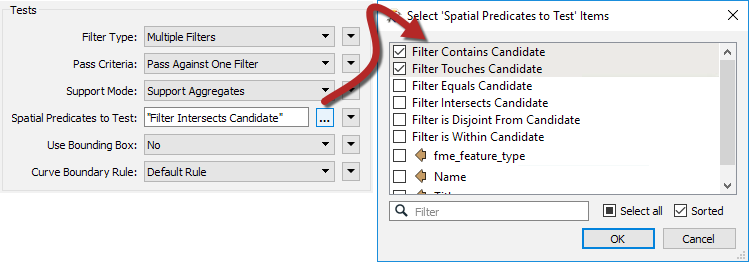 Tests
Filter Type: Multiple Filters
Pass Criteria: Pass Against One Filter
Support Mode: Support Aggregates
Spatial Predicates to Test: "Filter Intersects Candidate" ...
Use Bounding Box: No
Curve Boundary Rule: Default Rule
Select 'Spatial Predicates to Test' Items
Filter Contains Candidate
Filter Touches Candidate
Filter Equals Candidate
Filter Intersects Candidate
Filter is Disjoint From Candidate
Filter is Within Candidate
fme_feature_type
Name
Filter
Select all
Sorted
OK
Cancel